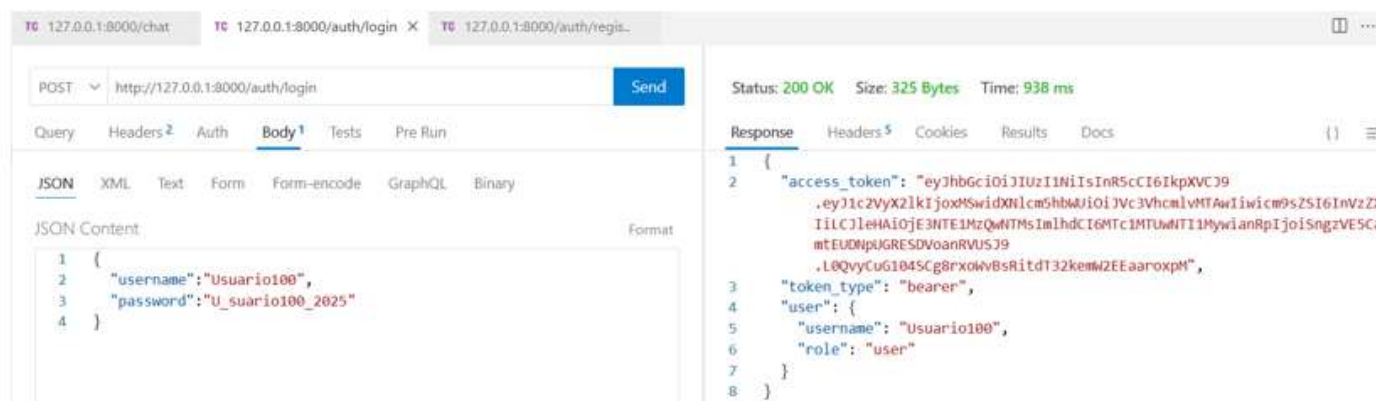 TC 127.0.0.1:8000/chat TC 127.0.0.1:8000/auth/login × TC 127.0.0.1:8000/auth/regis...
POST http://127.0.0.1:8000/auth/login Send
Query Headers 2 Auth Body 1 Tests Pre Run
JSON XML Text Form Form-encode GraphQL Binary
JSON Content Format
1 {
2 "username":"Usuario100",
3 "password":"U_suario100_2025"
4 }
Status: 200 OK Size: 325 Bytes Time: 938 ms
Response Headers 5 Cookies Results Docs {}
1 {
2 "access_token": "eyJhbGciOiJIUzI1NiIsInR5cCI6IkpXVCJ9
3 "token_type": "bearer",
4 "user": {
5 "username": "Usuario100",
6 "role": "user"
7 }
8 }